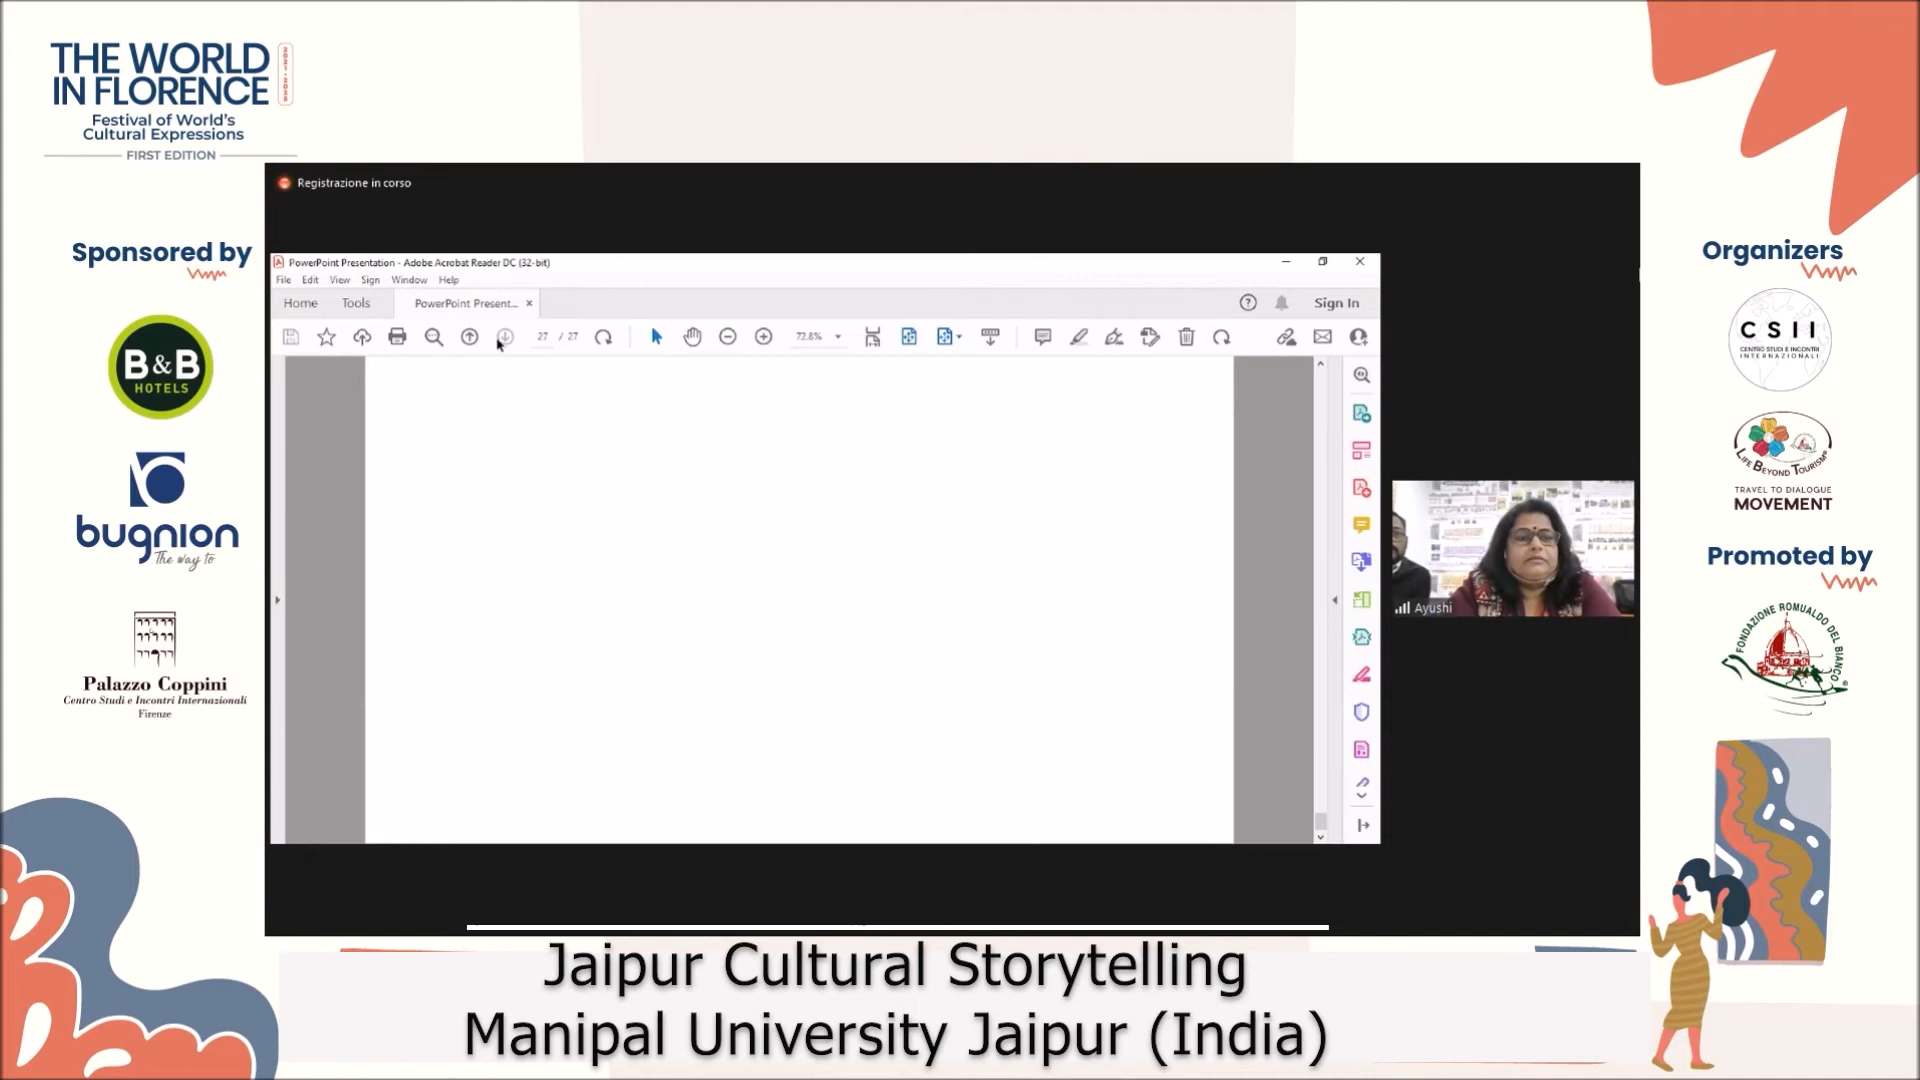 THE WORLD
IN FLORENCE
Festival of World's
Cultural Expressions
FIRST EDITION
Sponsored by
B&B
HOTELS
bugnion
The way to
Palazzo Coppini
Centro Studi e Incontri Internazionali
Firenze
Registrazione in corso
PowerPoint Presentation - Adobe Acrobat Reader DC (32-bit)
File Edit View Sign Window Help
Home Tools PowerPoint Present... Sign In
27 / 27 72.8%
Ayushi
Organizers
CSII
CENTRO STUDI E INCONTRI
INTERNAZIONALI
LIFE BEYOND TOURISM®
TRAVEL TO DIALOGUE
MOVEMENT
Promoted by
FONDAZIONE ROMUALDO DEL BIANCO®
Jaipur Cultural Storytelling
Manipal University Jaipur (India)